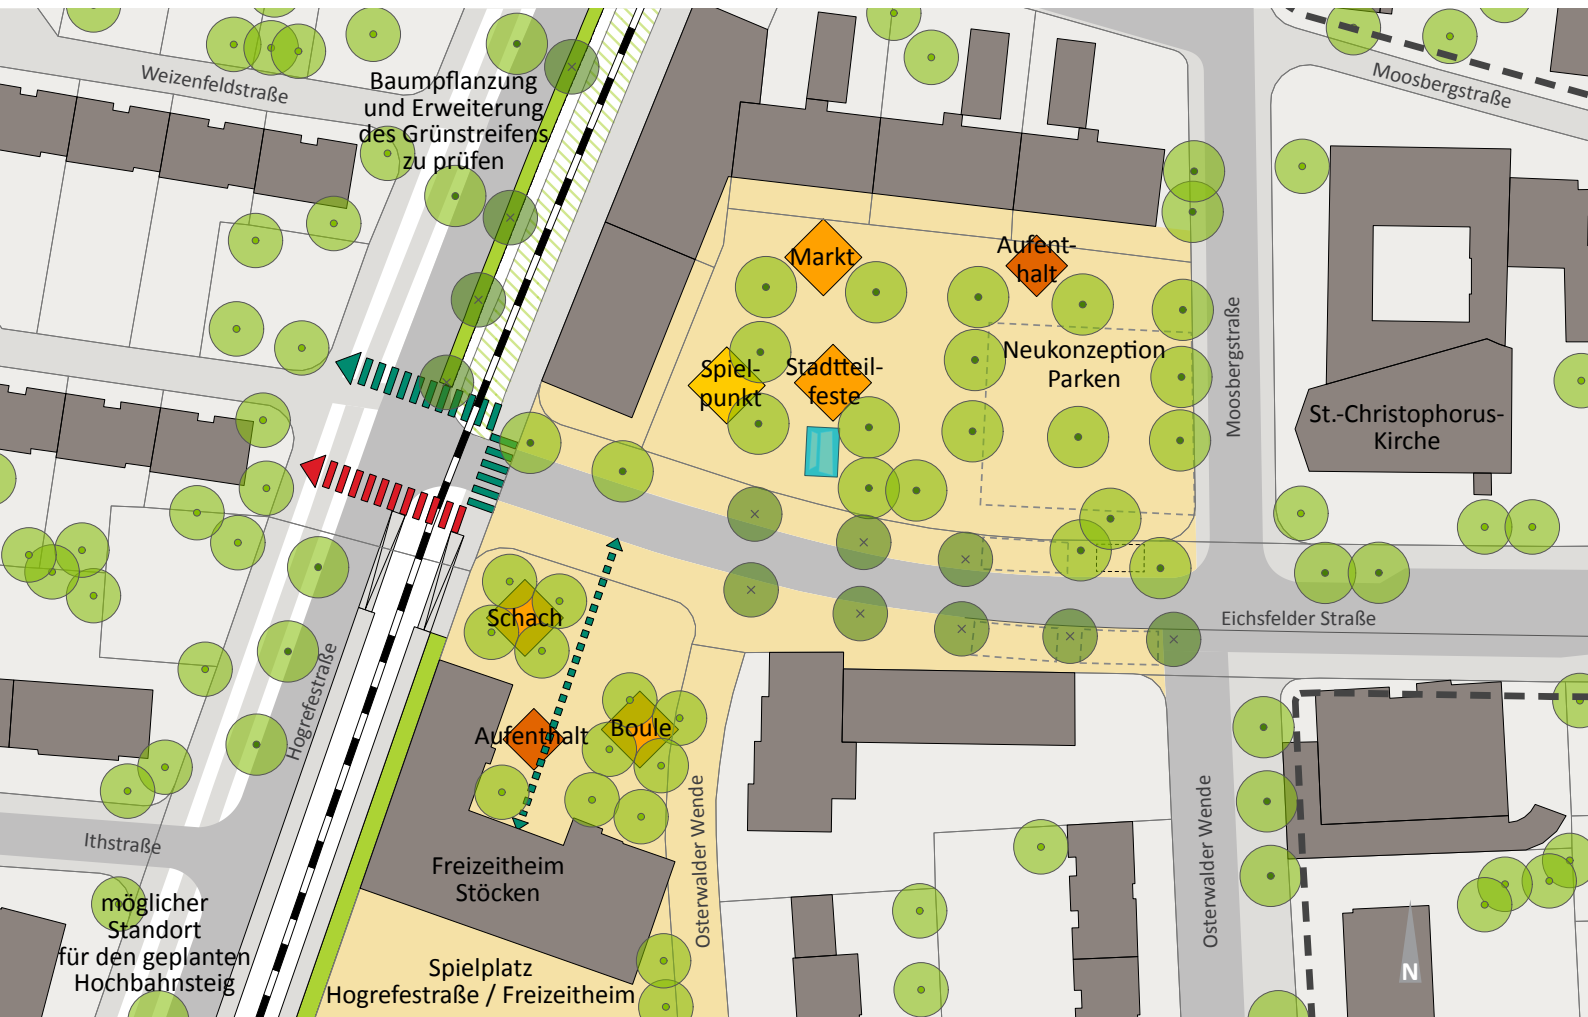 Weizenfeldstraße
Baumpflanzung
und Erweiterung
des Grünstreifens
zu prüfen
Moosbergstraße
Markt
Aufent-
halt
Spiel-
punkt
Stadtteil-
feste
Neukonzeption
Parken
Moosbergstraße
St.-Christophorus-
Kirche
Eichsfelder Straße
Schach
Hogrefestraße
Aufenthalt
Boule
Osterwalder Wende
Osterwalder Wende
Ithstraße
Freizeitheim
Stöcken
möglicher
Standort
für den geplanten
Hochbahnsteig
Spielplatz
Hogrefestraße / Freizeitheim
N